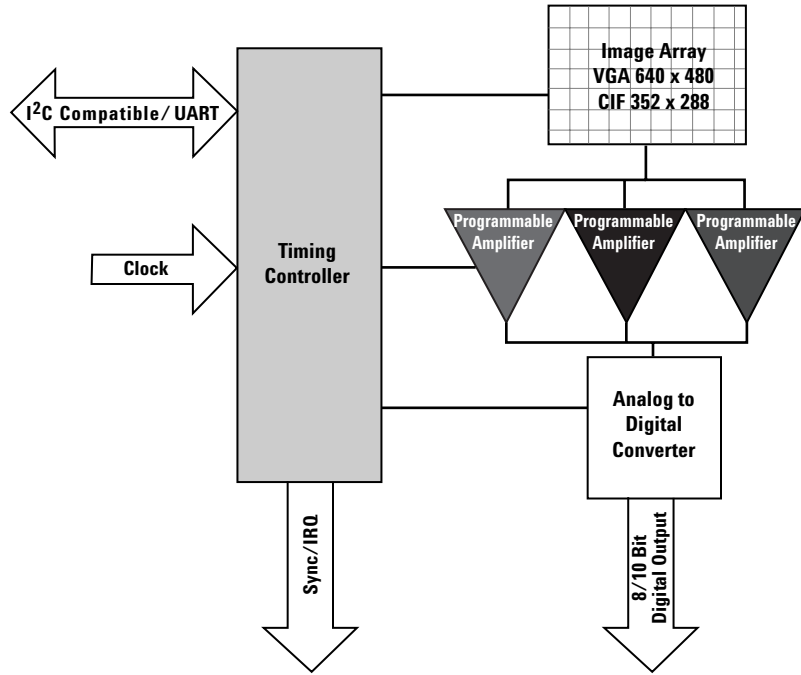 Image Array
VGA 640 x 480
CIF 352 x 288
I²C Compatible/ UART
Programmable
Amplifier
Programmable
Amplifier
Programmable
Amplifier
Timing
Controller
Clock
Analog to
Digital
Converter
Sync/IRQ
8/10 Bit
Digital Output